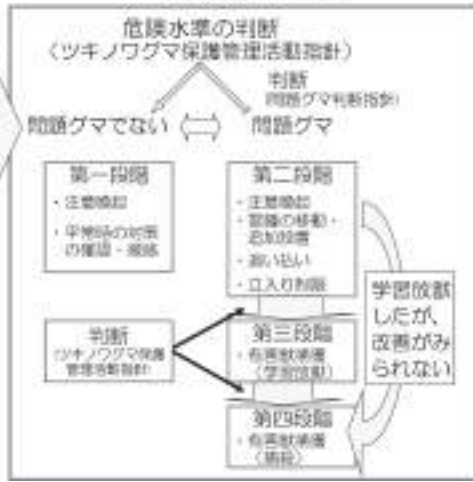 危険水準の判断
(ツキノワグマ保護管理活動指針)
判断
(問題グマ判断指針)
問題グマでない
問題グマ
第一段階
・注意喚起
・平常時の対策
の確認・徹底
第二段階
・注意喚起
・追加設置
・追い払い
・立入り制限
学習放獣
したが、
改善がみ
られない
判断
(ツキノワグマ保護
管理活動指針)
第三段階
・有害獣捕獲
(学習放獣)
第四段階
・有害獣捕獲